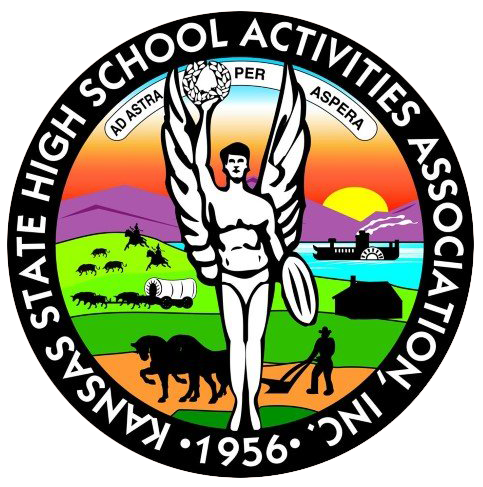 KANSAS STATE HIGH SCHOOL ACTIVITIES ASSOCIATION, INC.
AD ASTRA PER ASPERA
•1956•